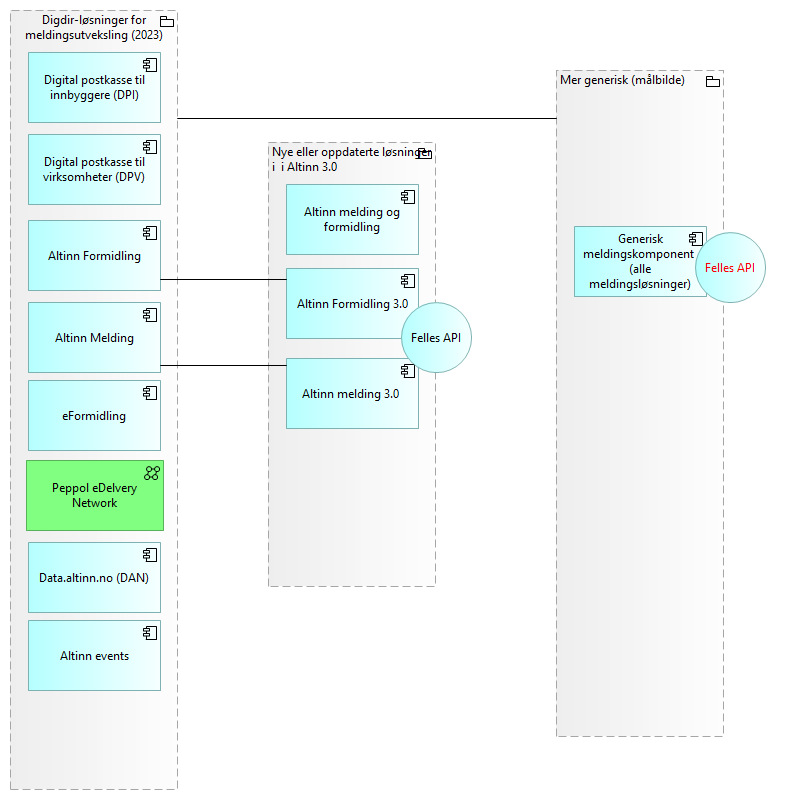 Digdir-løsninger for
meldingsutveksling (2023)
Digital postkasse til
innbyggere (DPI)
Digital postkasse til
virksomheter (DPV)
Altinn Formidling
Altinn Melding
eFormidling
Peppol eDelvery
Network
Data.altinn.no (DAN)
Altinn events
Nye eller oppdaterte løsninger
i  i Altinn 3.0
Altinn melding og
formidling
Altinn Formidling 3.0
Felles API
Altinn melding 3.0
Mer generisk (målbilde)
Generisk
meldingskomponent
(alle
meldingsløsninger)
Felles API